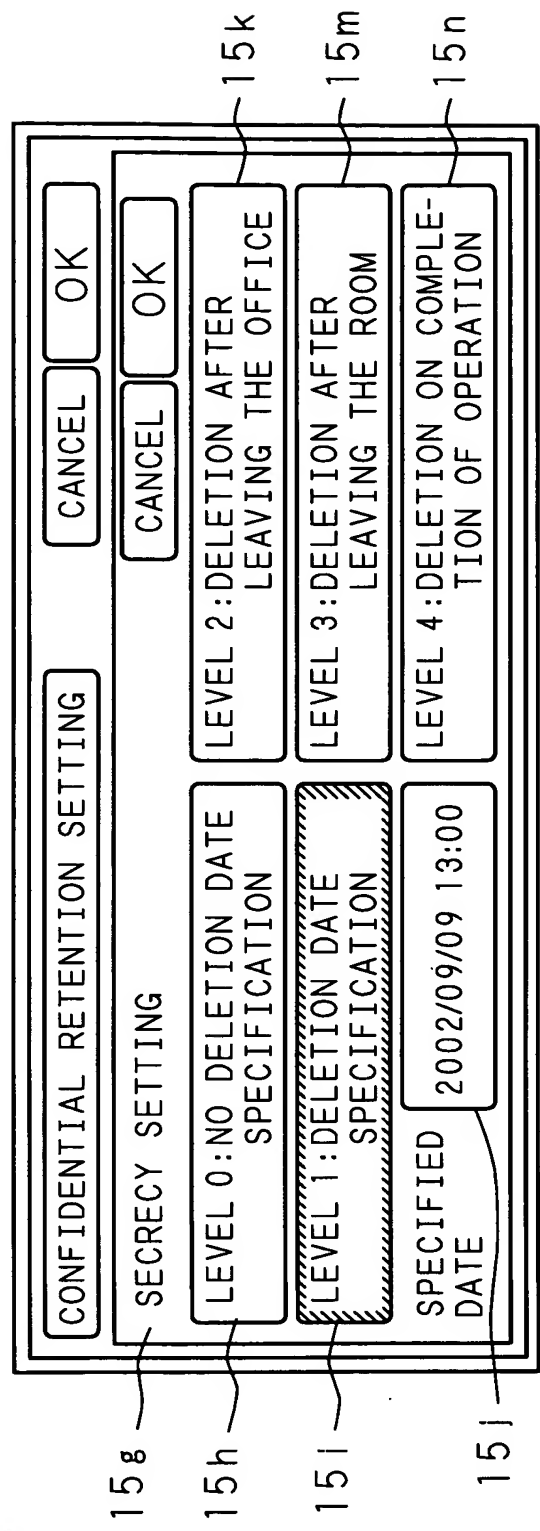 CONFIDENTIAL RETENTION SETTING
CANCEL
OK
15g
SECRECY SETTING
CANCEL
OK
15h
LEVEL 0:NO DELETION DATE
SPECIFICATION
LEVEL 2:DELETION AFTER
LEAVING THE OFFICE
15k
15i
LEVEL 1:DELETION DATE
SPECIFICATION
LEVEL 3:DELETION AFTER
LEAVING THE ROOM
15m
SPECIFIED
DATE
2002/09/09 13:00
15j
LEVEL 4:DELETION ON COMPLE-
TION OF OPERATION
15n